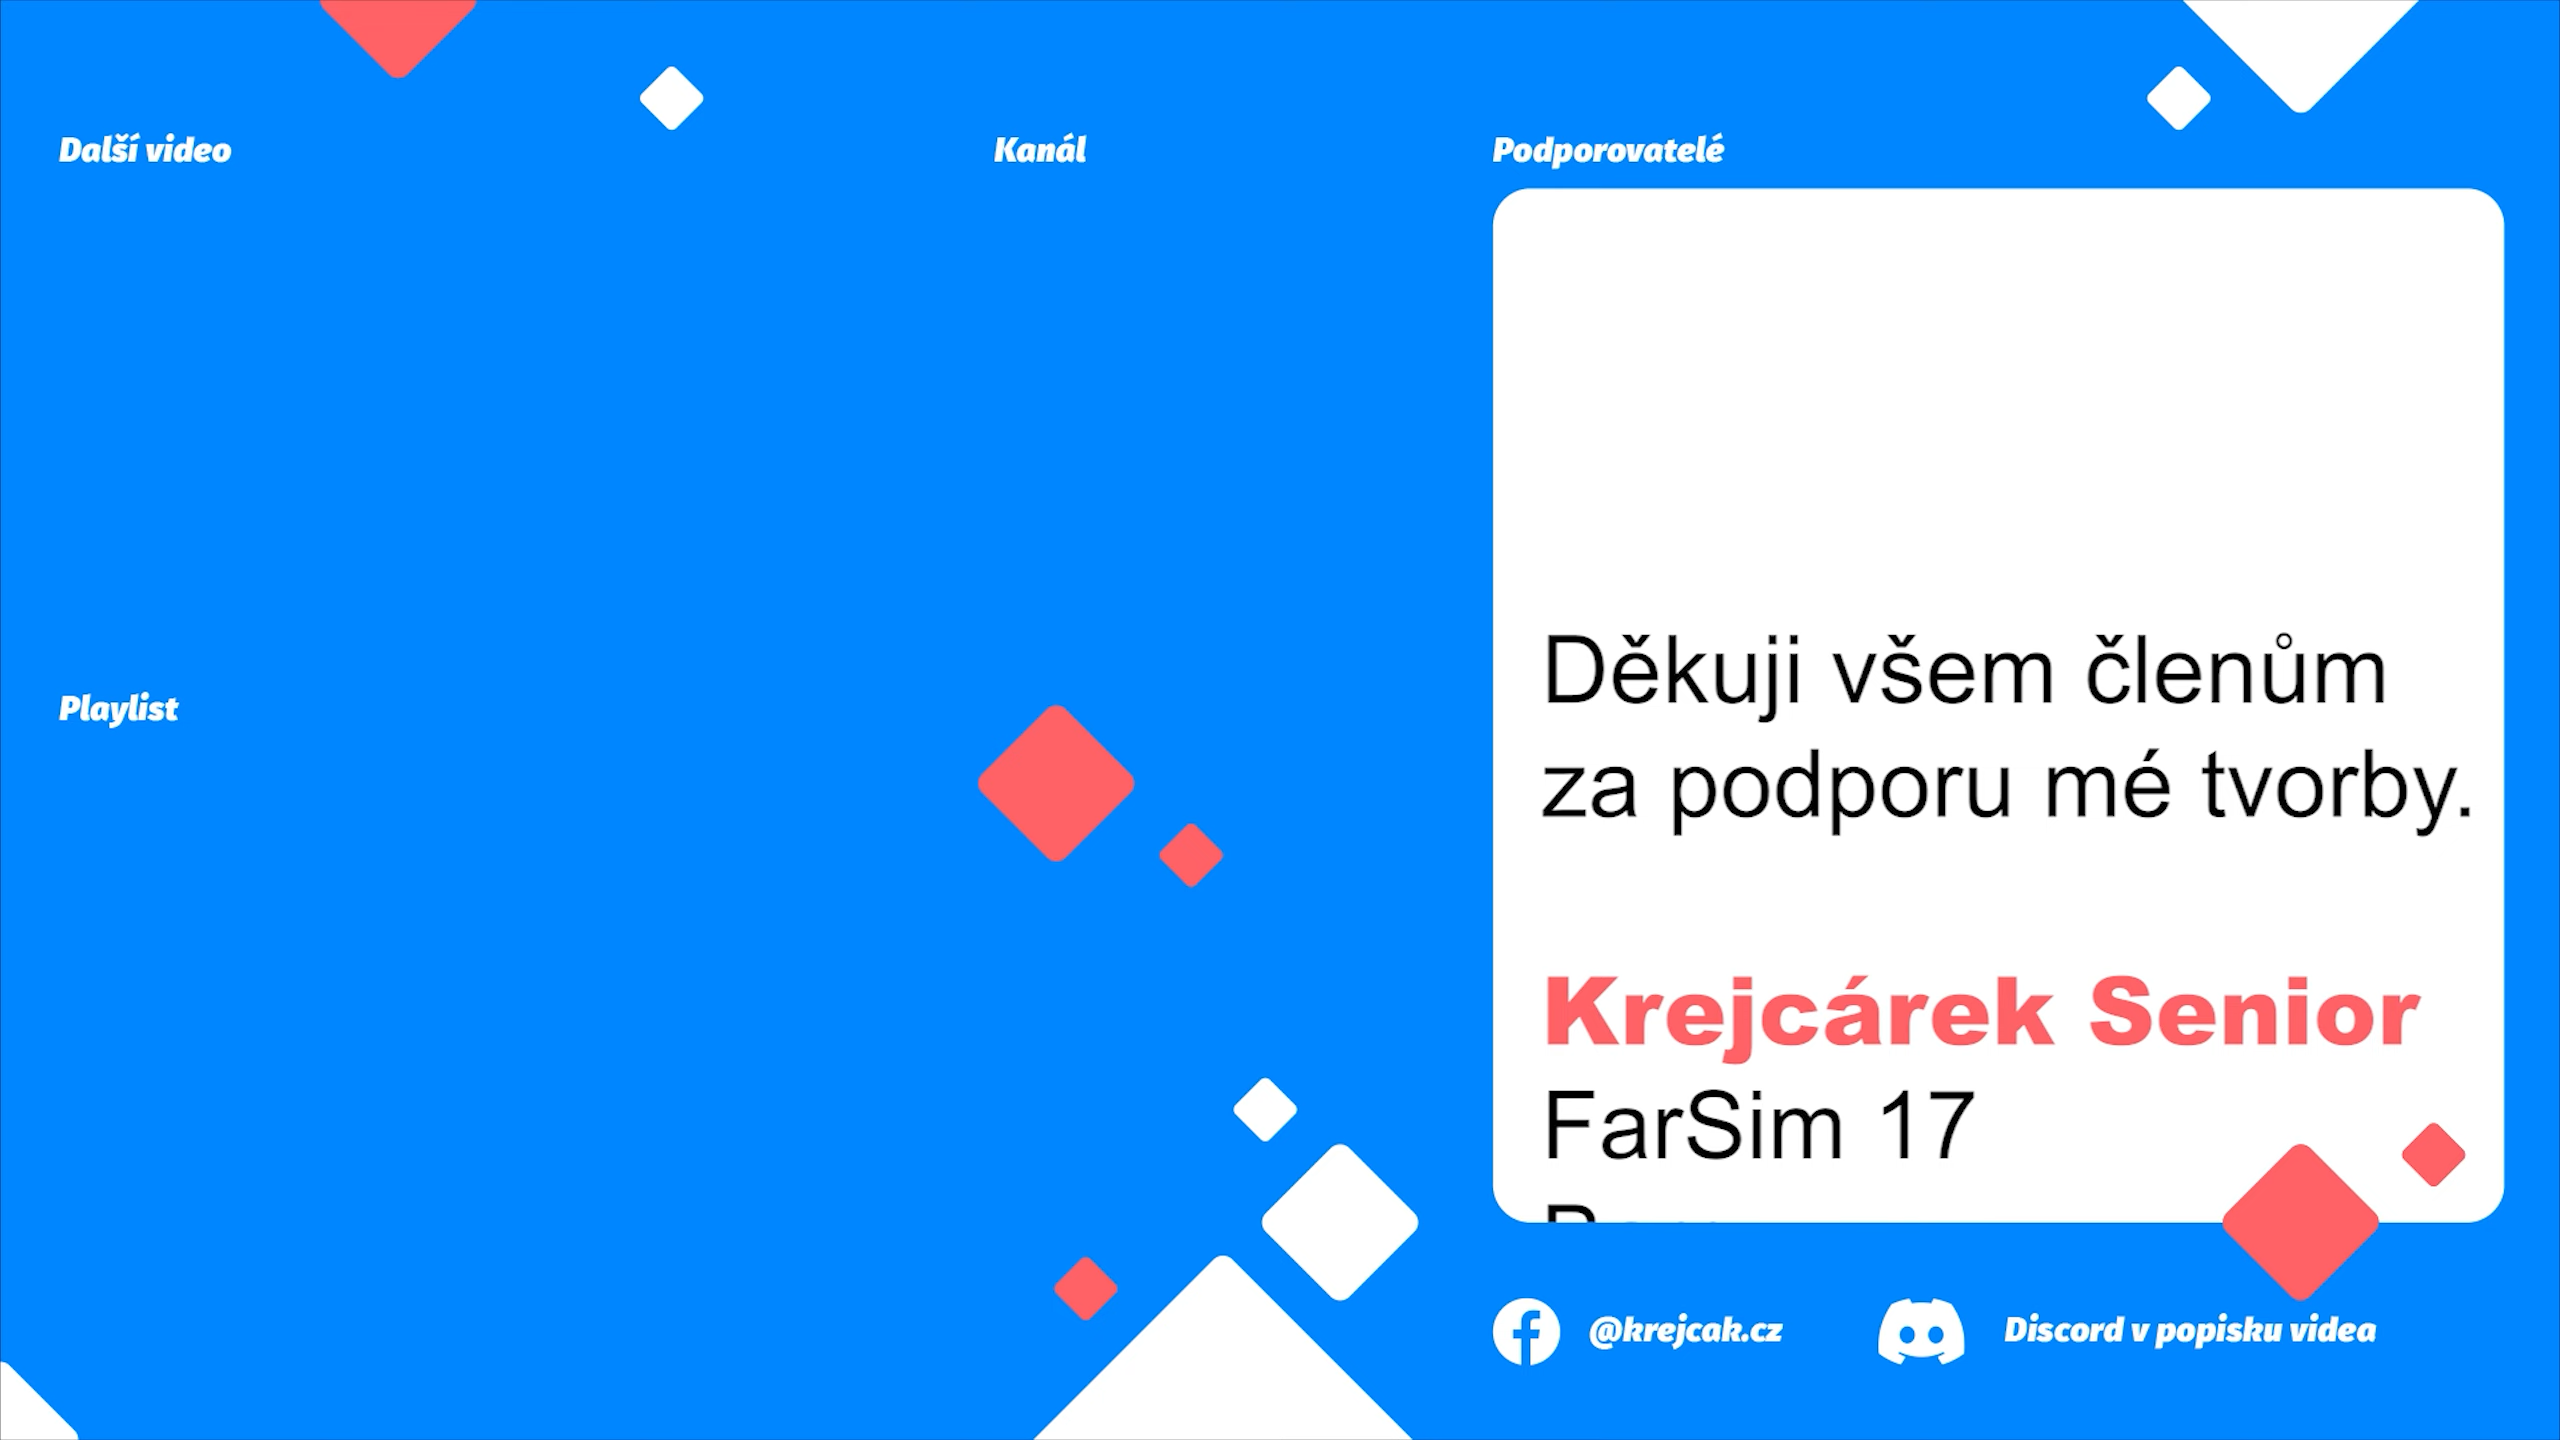 Další video
Kanál
Podporovatelé
Děkuji všem členům
za podporu mé tvorby.
Playlist
Krejcárek Senior
FarSim 17
@krejcak.cz
Discord v popisku videa